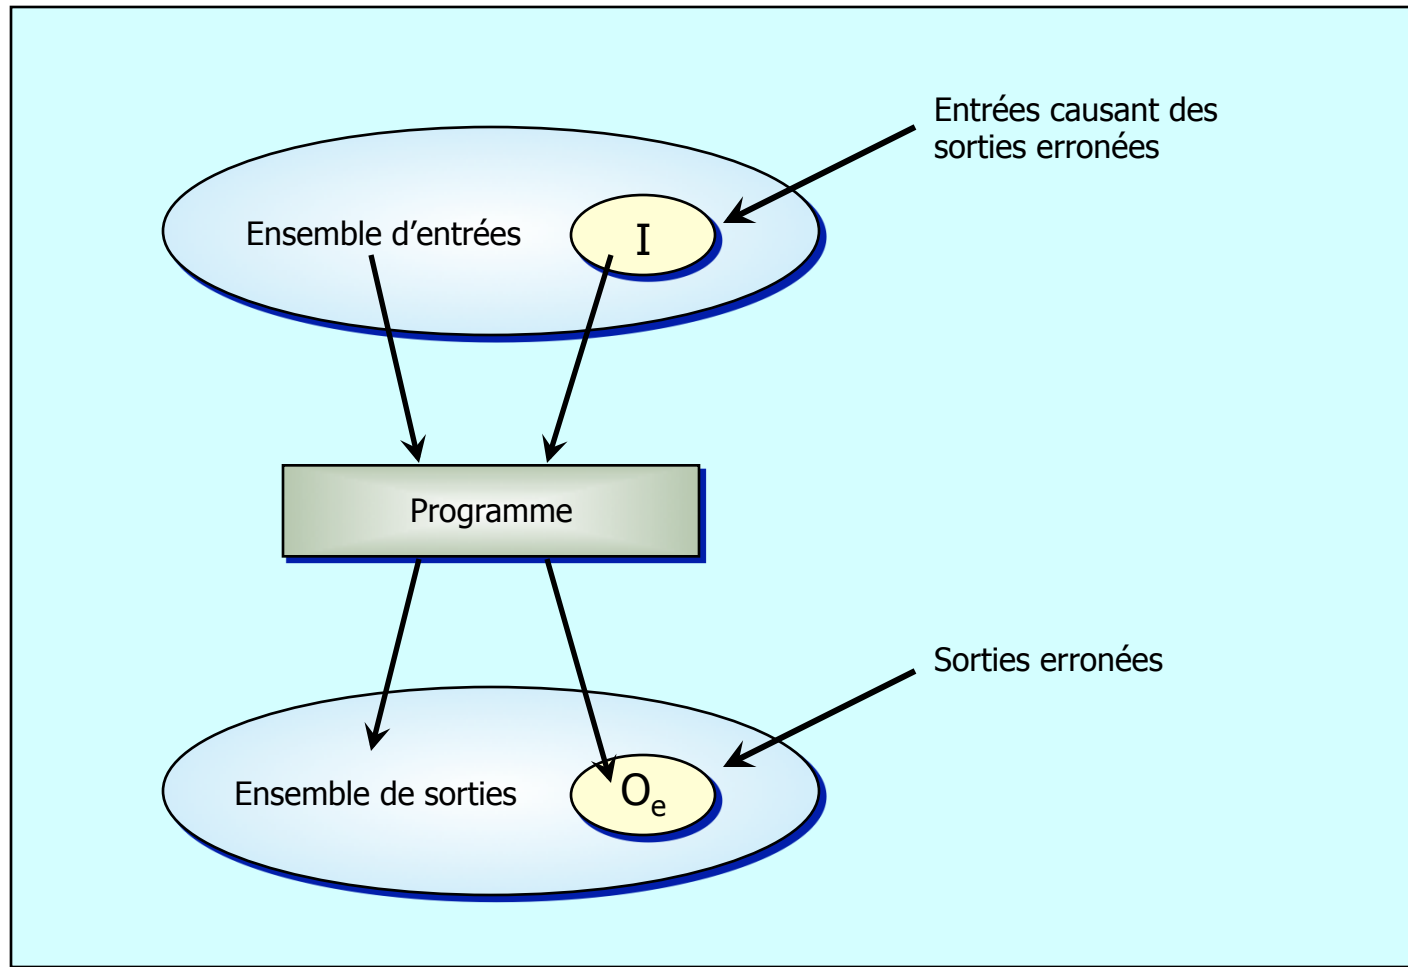 Entrées causant des
sorties erronées
Ensemble d’entrées
I
Programme
Sorties erronées
Ensemble de sorties
Oe